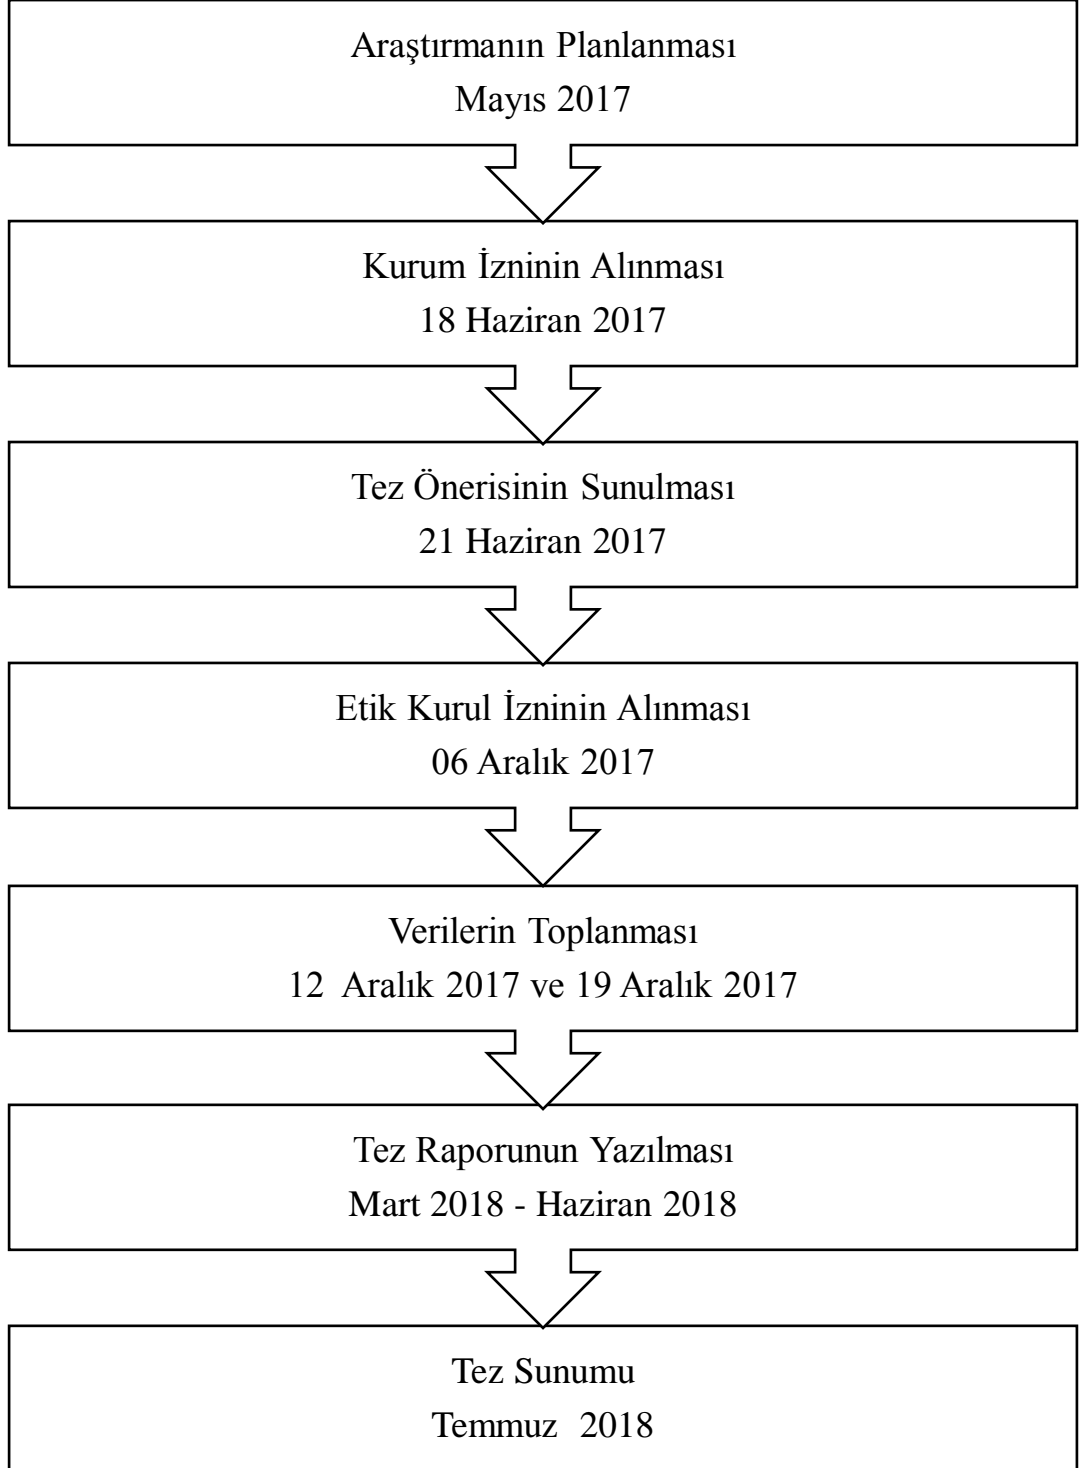 Araştırmanın Planlanması
Mayıs 2017
Kurum İzninin Alınması
18 Haziran 2017
Tez Önerisinin Sunulması
21 Haziran 2017
Etik Kurul İzninin Alınması
06 Aralık 2017
Verilerin Toplanması
12 Aralık 2017 ve 19 Aralık 2017
Tez Raporunun Yazılması
Mart 2018 - Haziran 2018
Tez Sunumu
Temmuz 2018